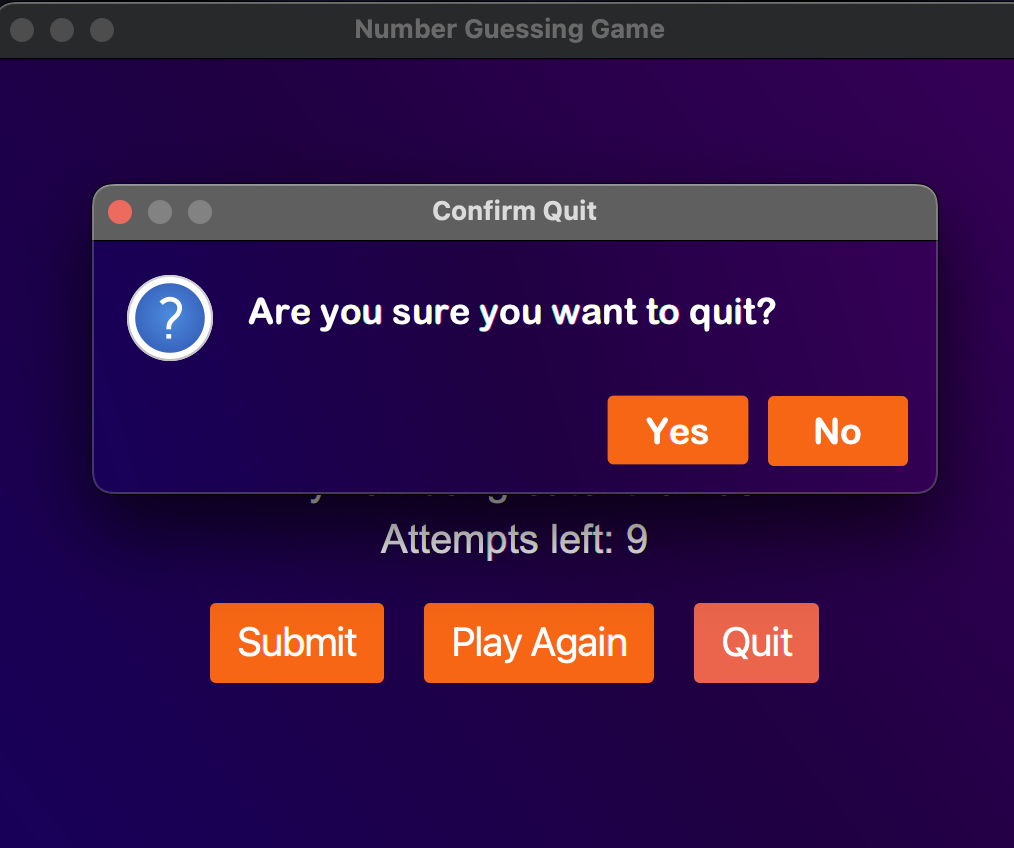 Number Guessing Game
Confirm Quit
?
Are you sure you want to quit?
Yes No
Attempts left: 9
Submit Play Again Quit